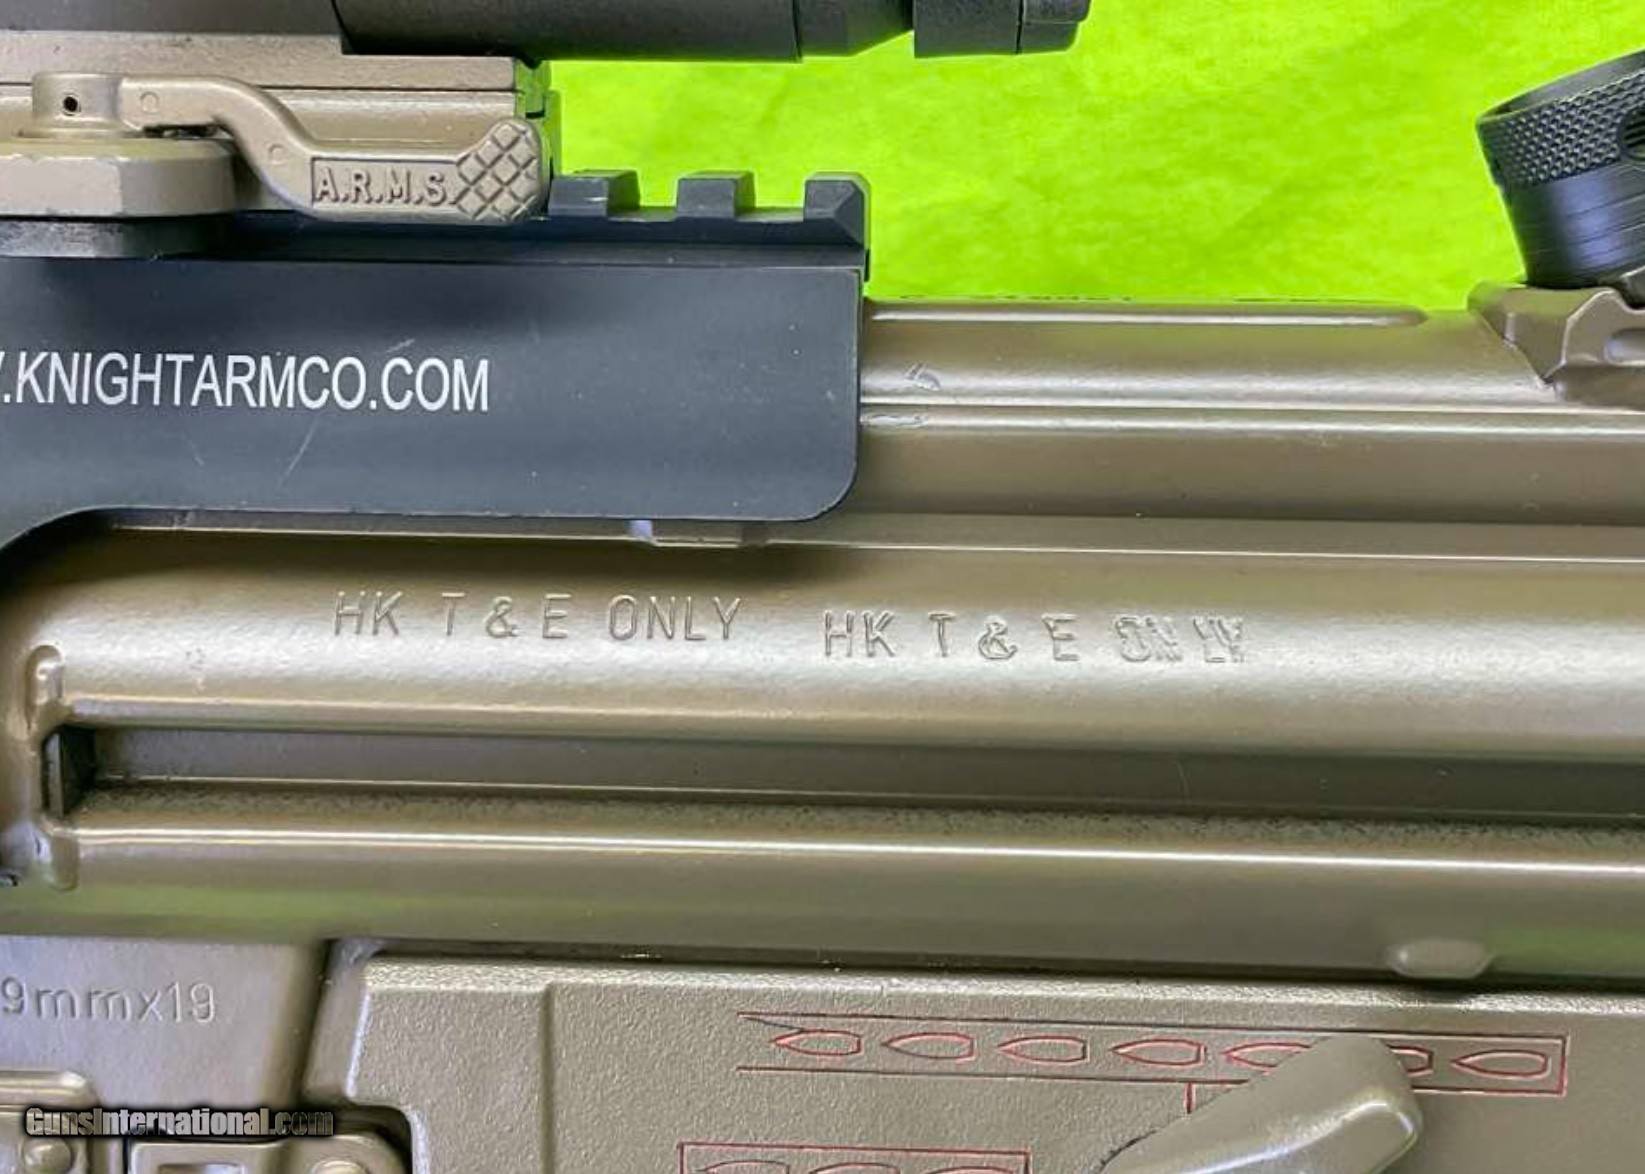 A.R.M.S.
.KNIGHTARMCO.COM
HK T & E ONLY HK T & E ONLY
9mmx19
GunsInternational.com